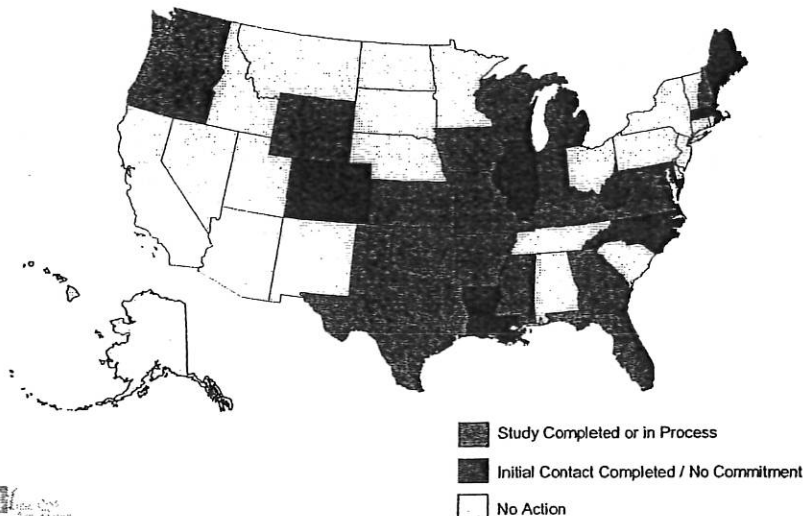 Study Completed or in Process
Initial Contact Completed / No Commitment
No Action